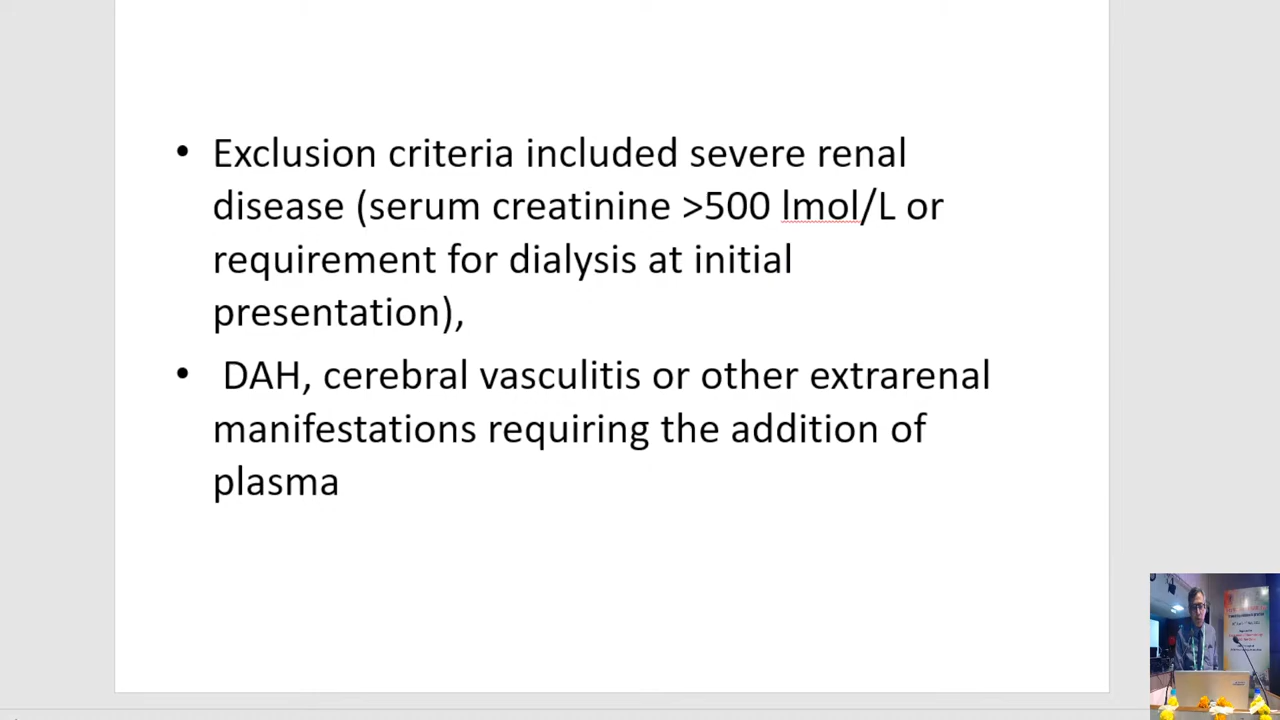 • Exclusion criteria included severe renal
disease (serum creatinine >500 lmol/L or
requirement for dialysis at initial
presentation),
• DAH, cerebral vasculitis or other extrarenal
manifestations requiring the addition of
plasma